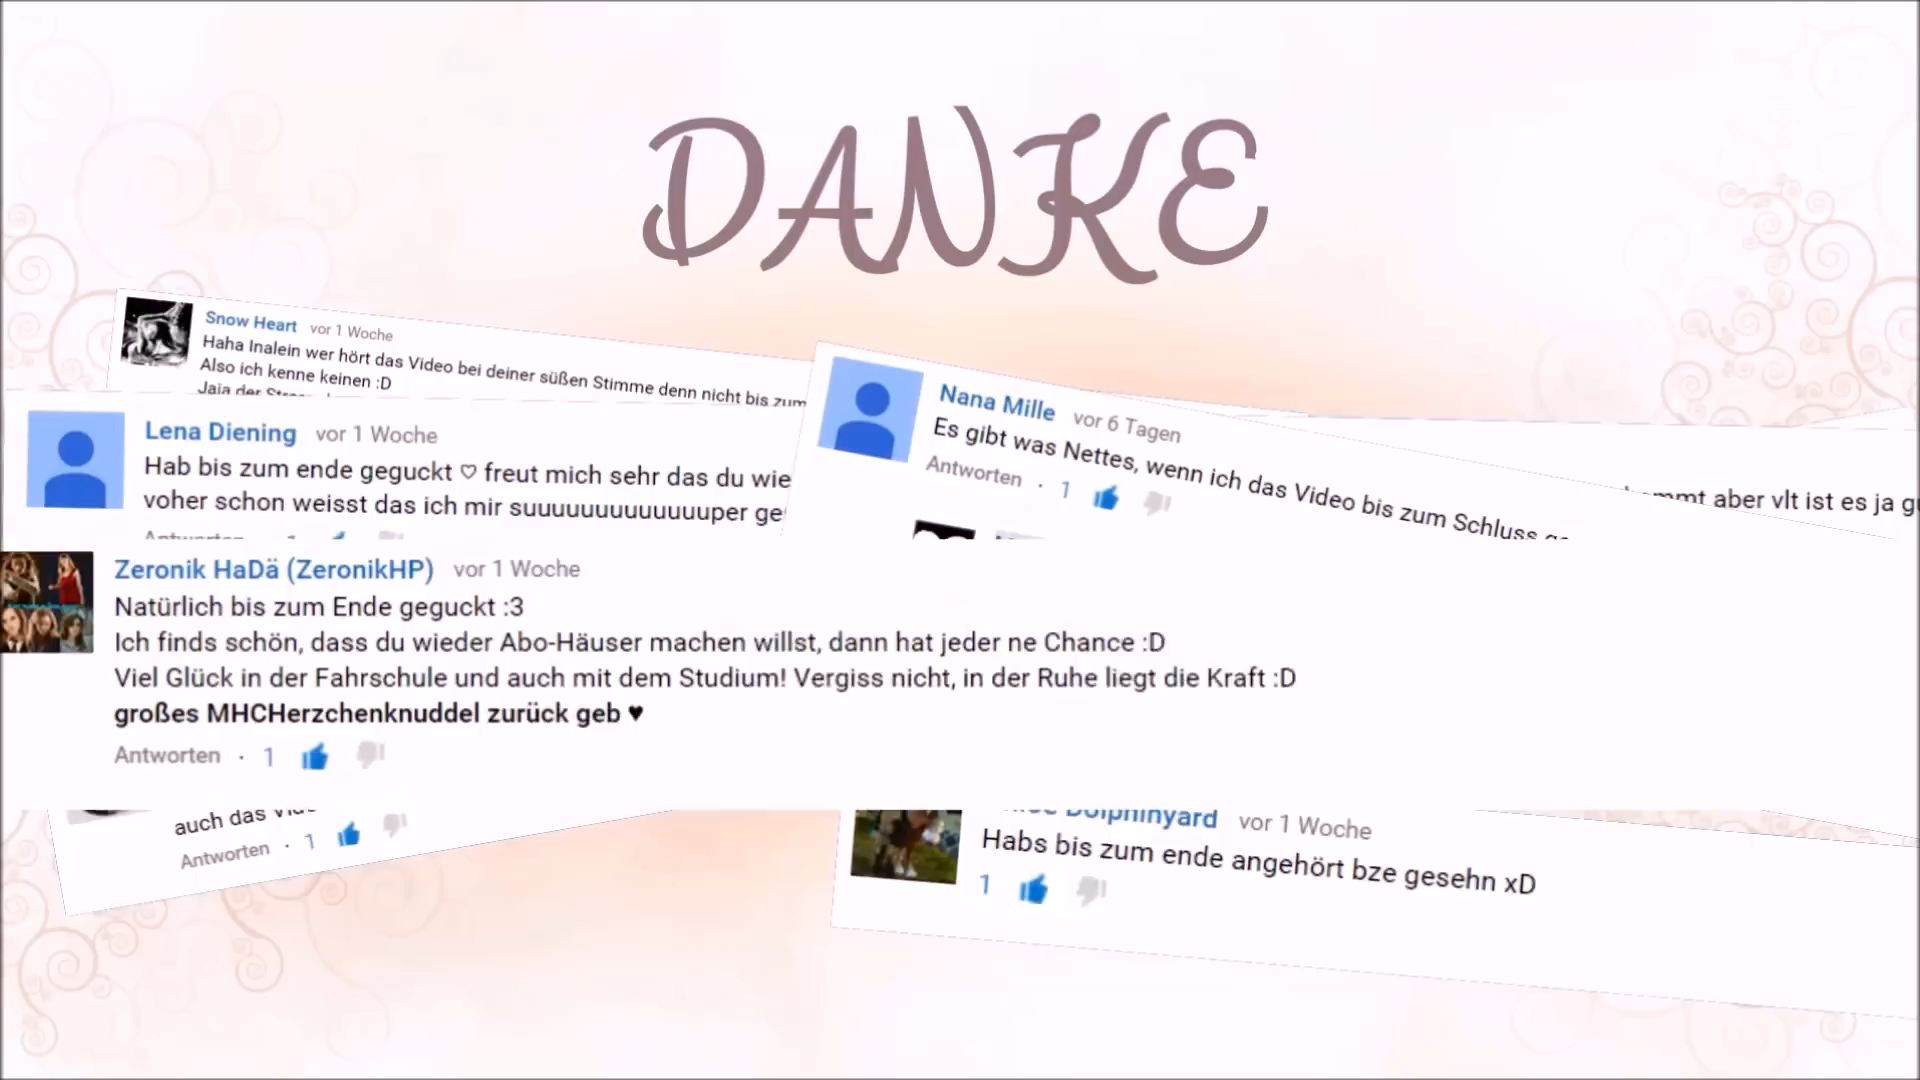 DANKE
Snow Heart vor 1 Woche
Haha Inalein wer hört das Video bei deiner süßen Stimme denn nicht bis zum
Also ich kenne keinen :D
Jaja der
Lena Diening vor 1 Woche
Hab bis zum ende geguckt ♡ freut mich sehr das du wie
voher schon weisst das ich mir suuuuuuuuuuuuuper ge
Antworten 1
Nana Mille vor 6 Tagen
Es gibt was Nettes, wenn ich das Video bis zum Schluss
Antworten · 1
aber vlt ist es ja
Zeronik HaDä (ZeronikHP) vor 1 Woche
Natürlich bis zum Ende geguckt :3
Ich finds schön, dass du wieder Abo-Häuser machen willst, dann hat jeder ne Chance :D
Viel Glück in der Fahrschule und auch mit dem Studium! Vergiss nicht, in der Ruhe liegt die Kraft :D
großes MHCHerzchenknuddel zurück geb ♥
Antworten · 1
auch das
Antworten · 1
Dolphinyard vor 1 Woche
Habs bis zum ende angehört bze gesehn xD
1